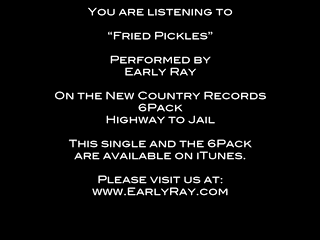 You are listening to
“Fried Pickles”
Performed by
Early Ray
On the New Country Records
6Pack
Highway to Jail
This single and the 6Pack
are available on iTunes.
Please visit us at:
www.EarlyRay.com